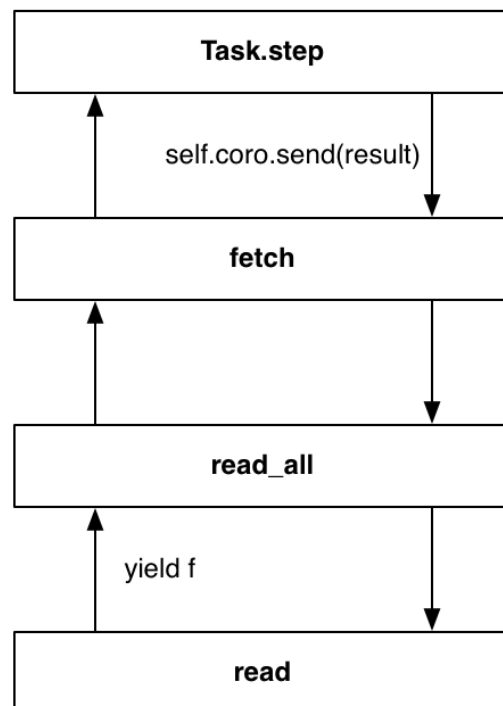 Task.step
self.coro.send(result)
fetch
read_all
yield f
read